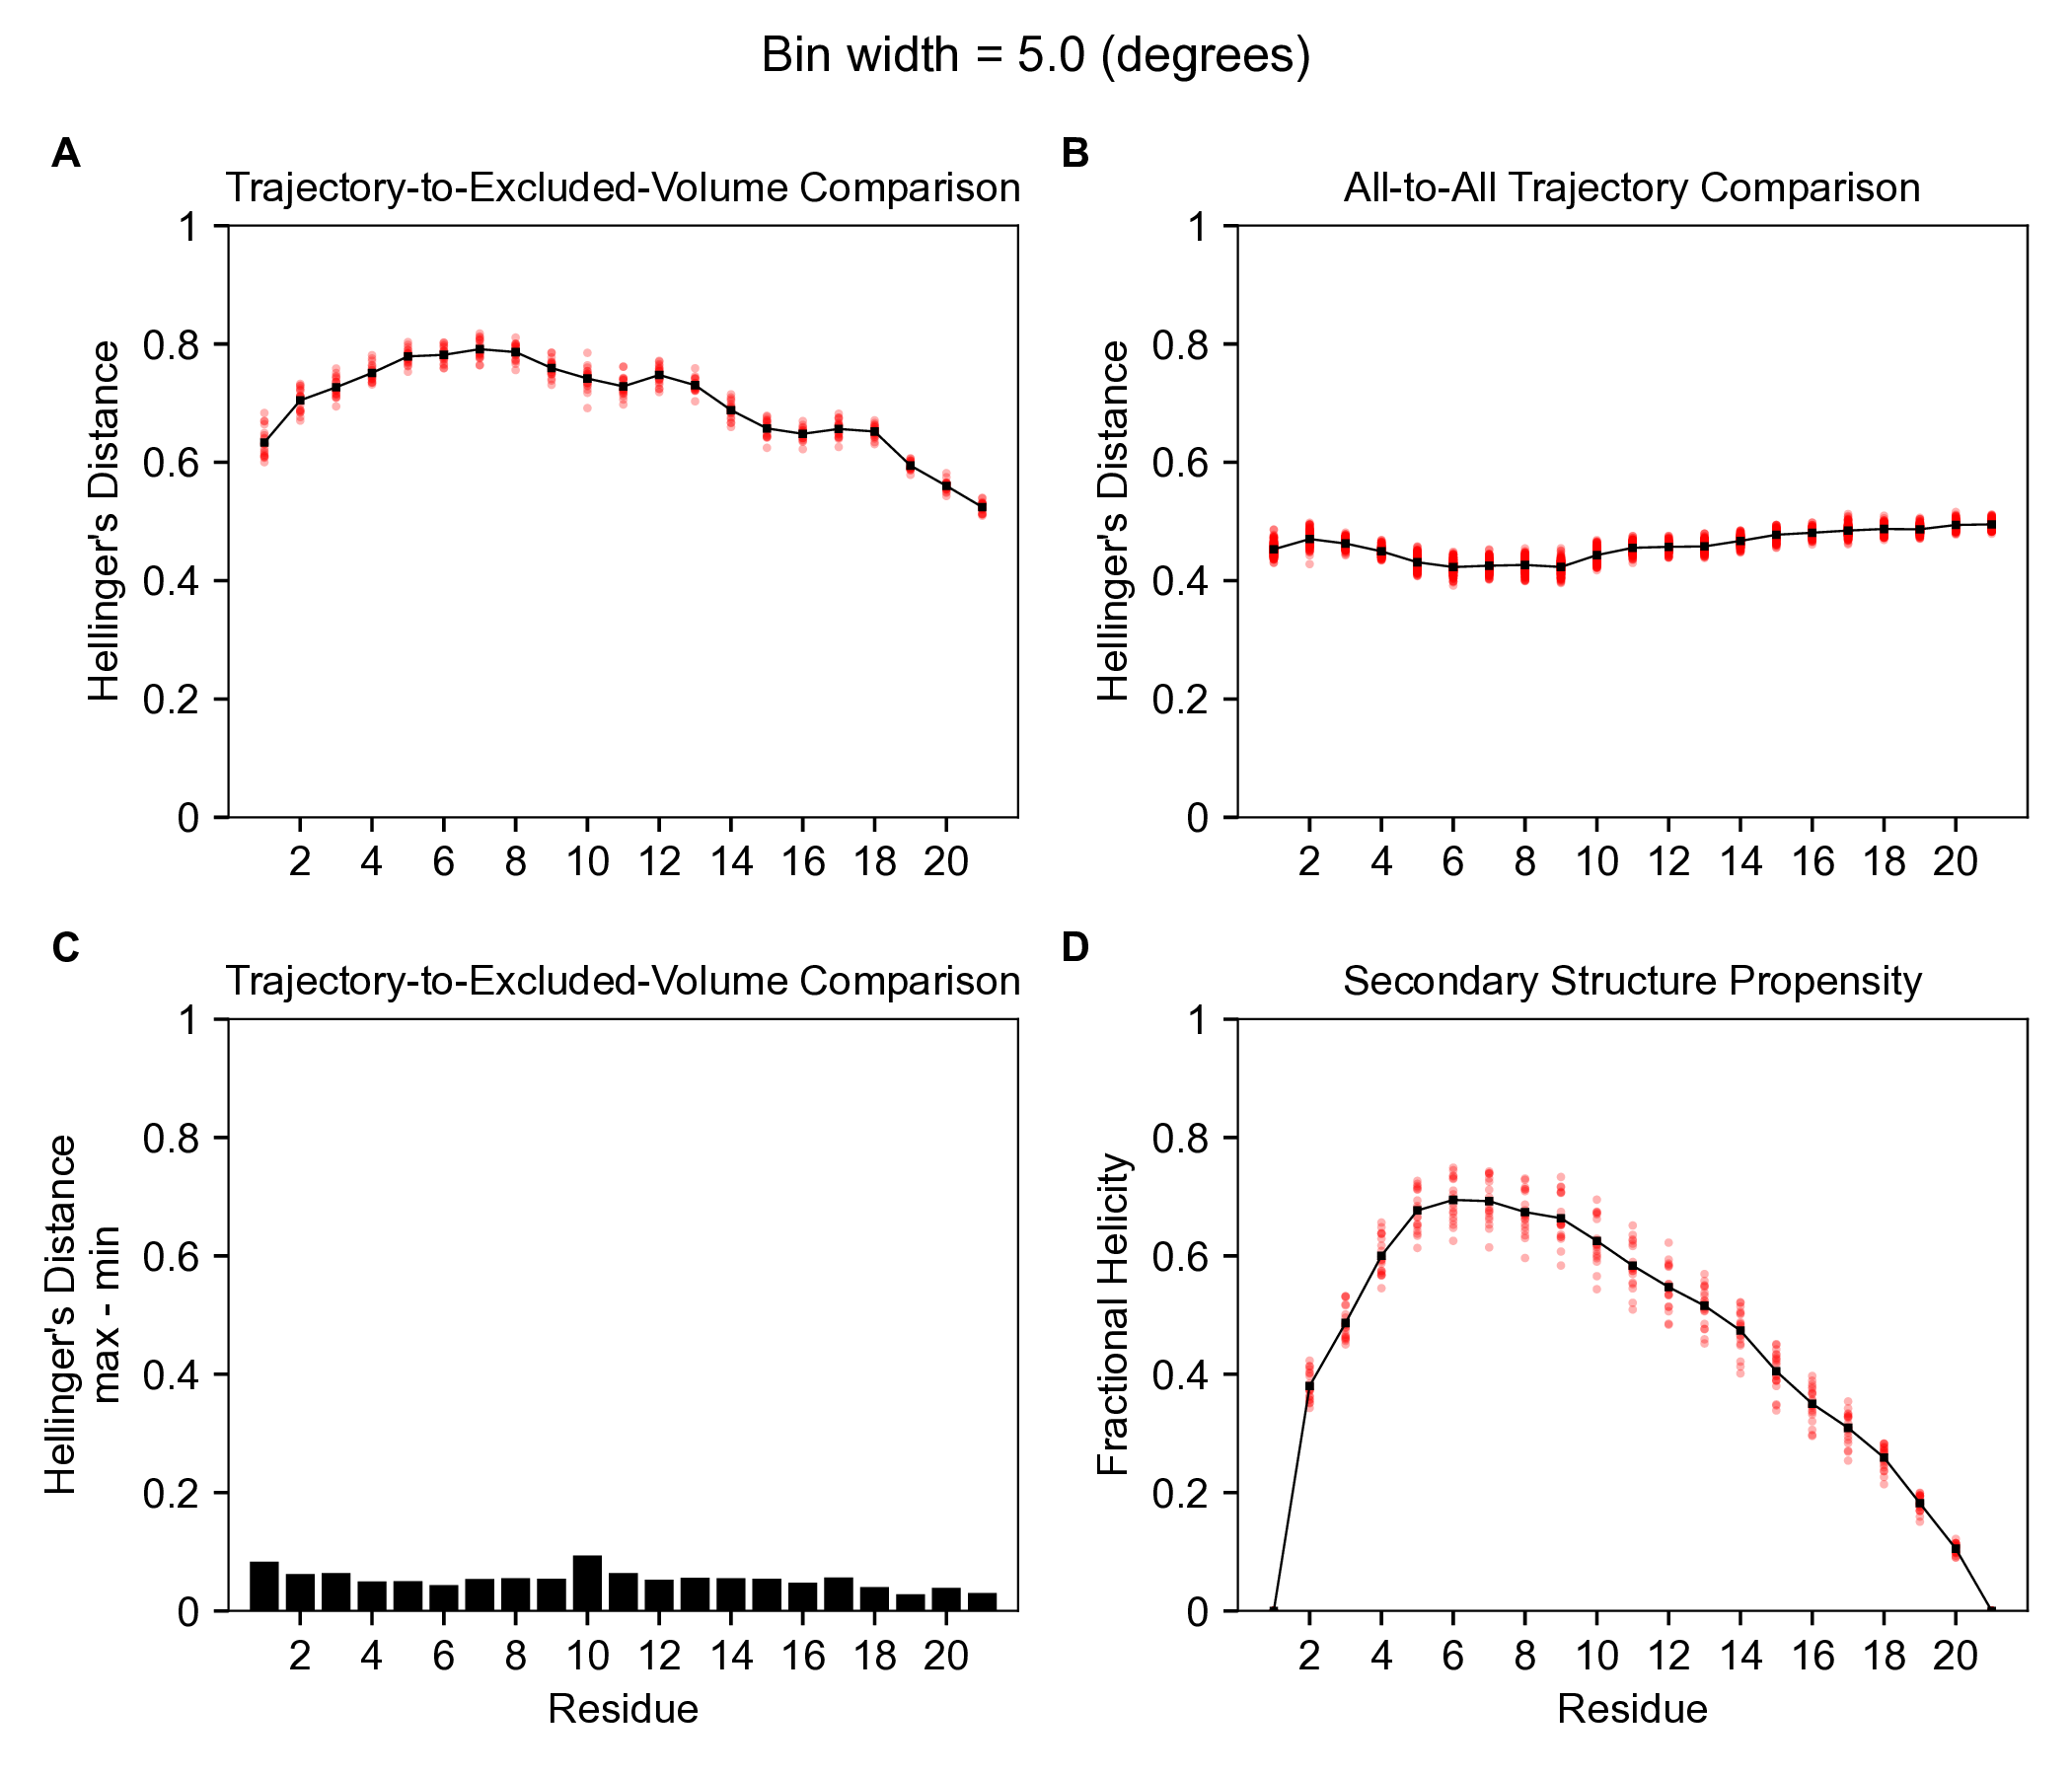 Bin width = 5.0 (degrees)
A
Trajectory-to-Excluded-Volume Comparison
Hellinger's Distance
1
0.8
0.6
0.4
0.2
0
2 4 6 8 10 12 14 16 18 20
B
All-to-All Trajectory Comparison
Hellinger's Distance
1
0.8
0.6
0.4
0.2
0
2 4 6 8 10 12 14 16 18 20
C
Trajectory-to-Excluded-Volume Comparison
Hellinger's Distance
max - min
1
0.8
0.6
0.4
0.2
0
2 4 6 8 10 12 14 16 18 20
Residue
D
Secondary Structure Propensity
Fractional Helicity
1
0.8
0.6
0.4
0.2
0
2 4 6 8 10 12 14 16 18 20
Residue